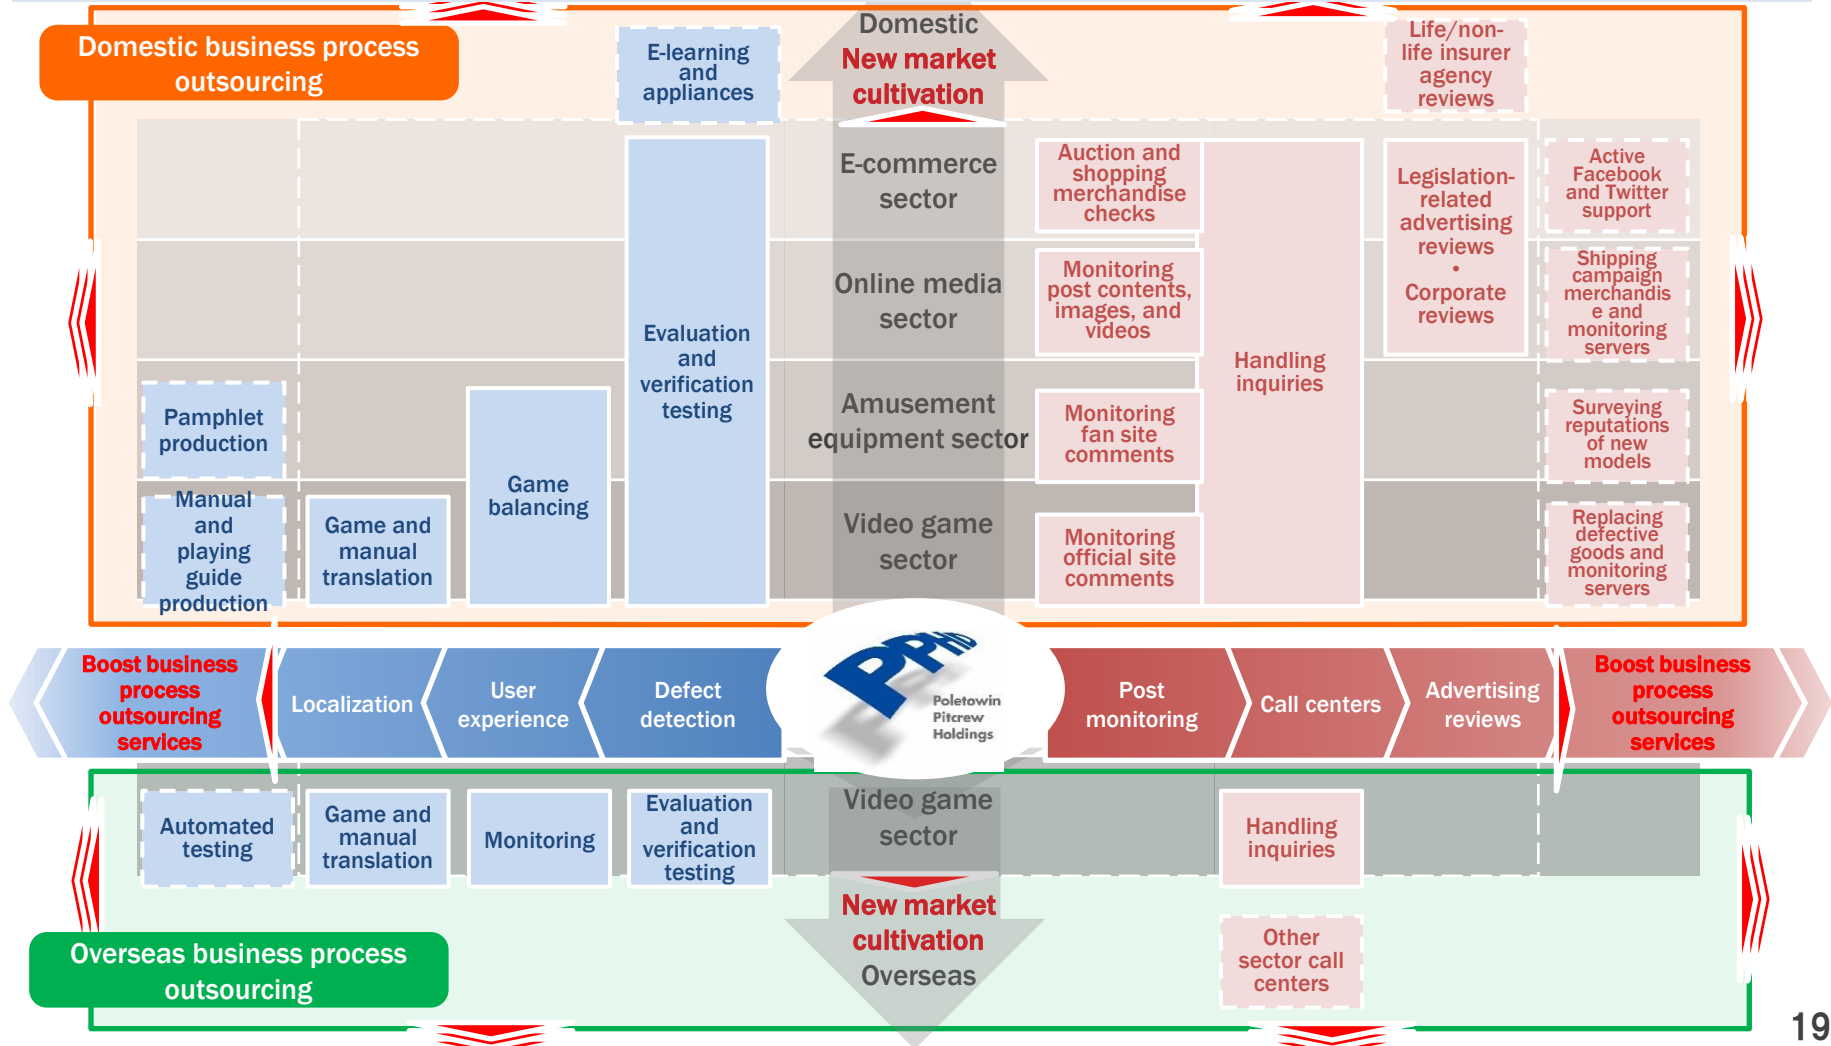 Domestic business process
outsourcing
E-learning
and
appliances
Domestic
New market
cultivation
Life/non-
life insurer
agency
reviews
E-commerce
sector
Auction and
shopping
merchandise
checks
Legislation-
related
advertising
reviews
•
Corporate
reviews
Active
Facebook
and Twitter
support
Online media
sector
Monitoring
post contents,
images, and
videos
Shipping
campaign
merchandis
e and
monitoring
servers
Evaluation
and
verification
testing
Handling
inquiries
Pamphlet
production
Amusement
equipment sector
Monitoring
fan site
comments
Surveying
reputations
of new
models
Manual
and
playing
guide
production
Game and
manual
translation
Game
balancing
Video game
sector
Monitoring
official site
comments
Replacing
defective
goods and
monitoring
servers
Boost business
process
outsourcing
services
Localization
User
experience
Defect
detection
PPHD
Poletowin
Pitcrew
Holdings
Post
monitoring
Call centers
Advertising
reviews
Boost business
process
outsourcing
services
Automated
testing
Game and
manual
translation
Monitoring
Evaluation
and
verification
testing
Video game
sector
Handling
inquiries
New market
cultivation
Overseas
Other
sector call
centers
Overseas business process
outsourcing
19